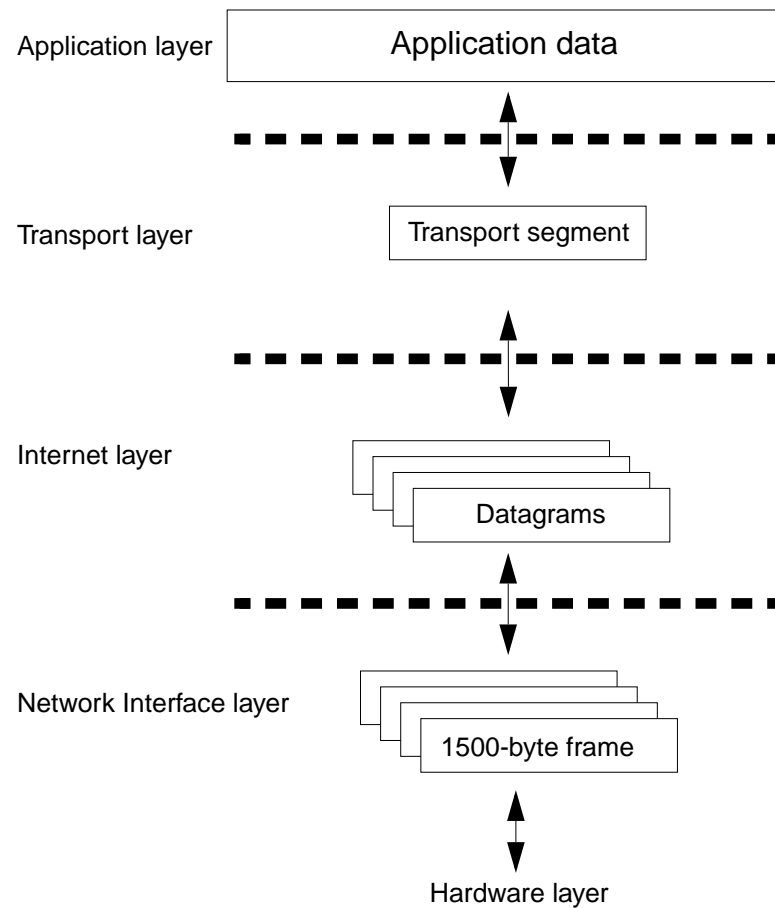 Application layer
Application data
Transport layer
Transport segment
Internet layer
Datagrams
Network Interface layer
1500-byte frame
Hardware layer